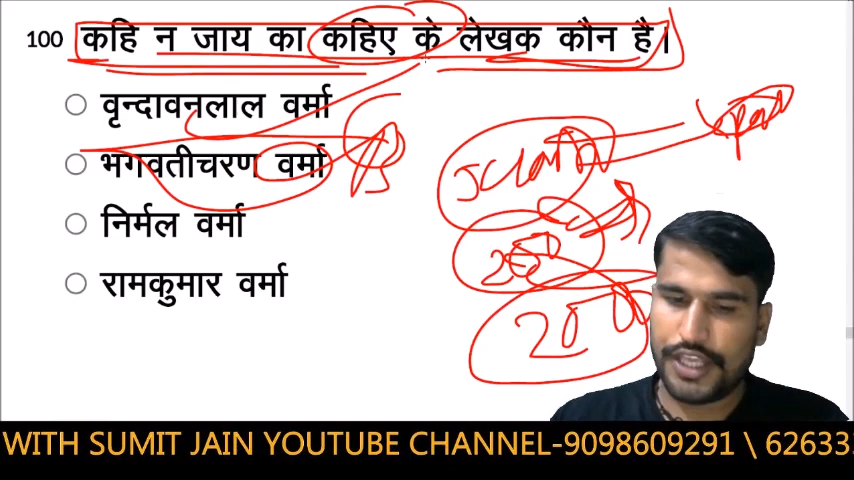 100 कहि न जाय का कहिए के लेखक कौन है।
वृन्दावनलाल वर्मा
भगवतीचरण वर्मा
निर्मल वर्मा
रामकुमार वर्मा
WITH SUMIT JAIN YOUTUBE CHANNEL-9098609291 \ 62633